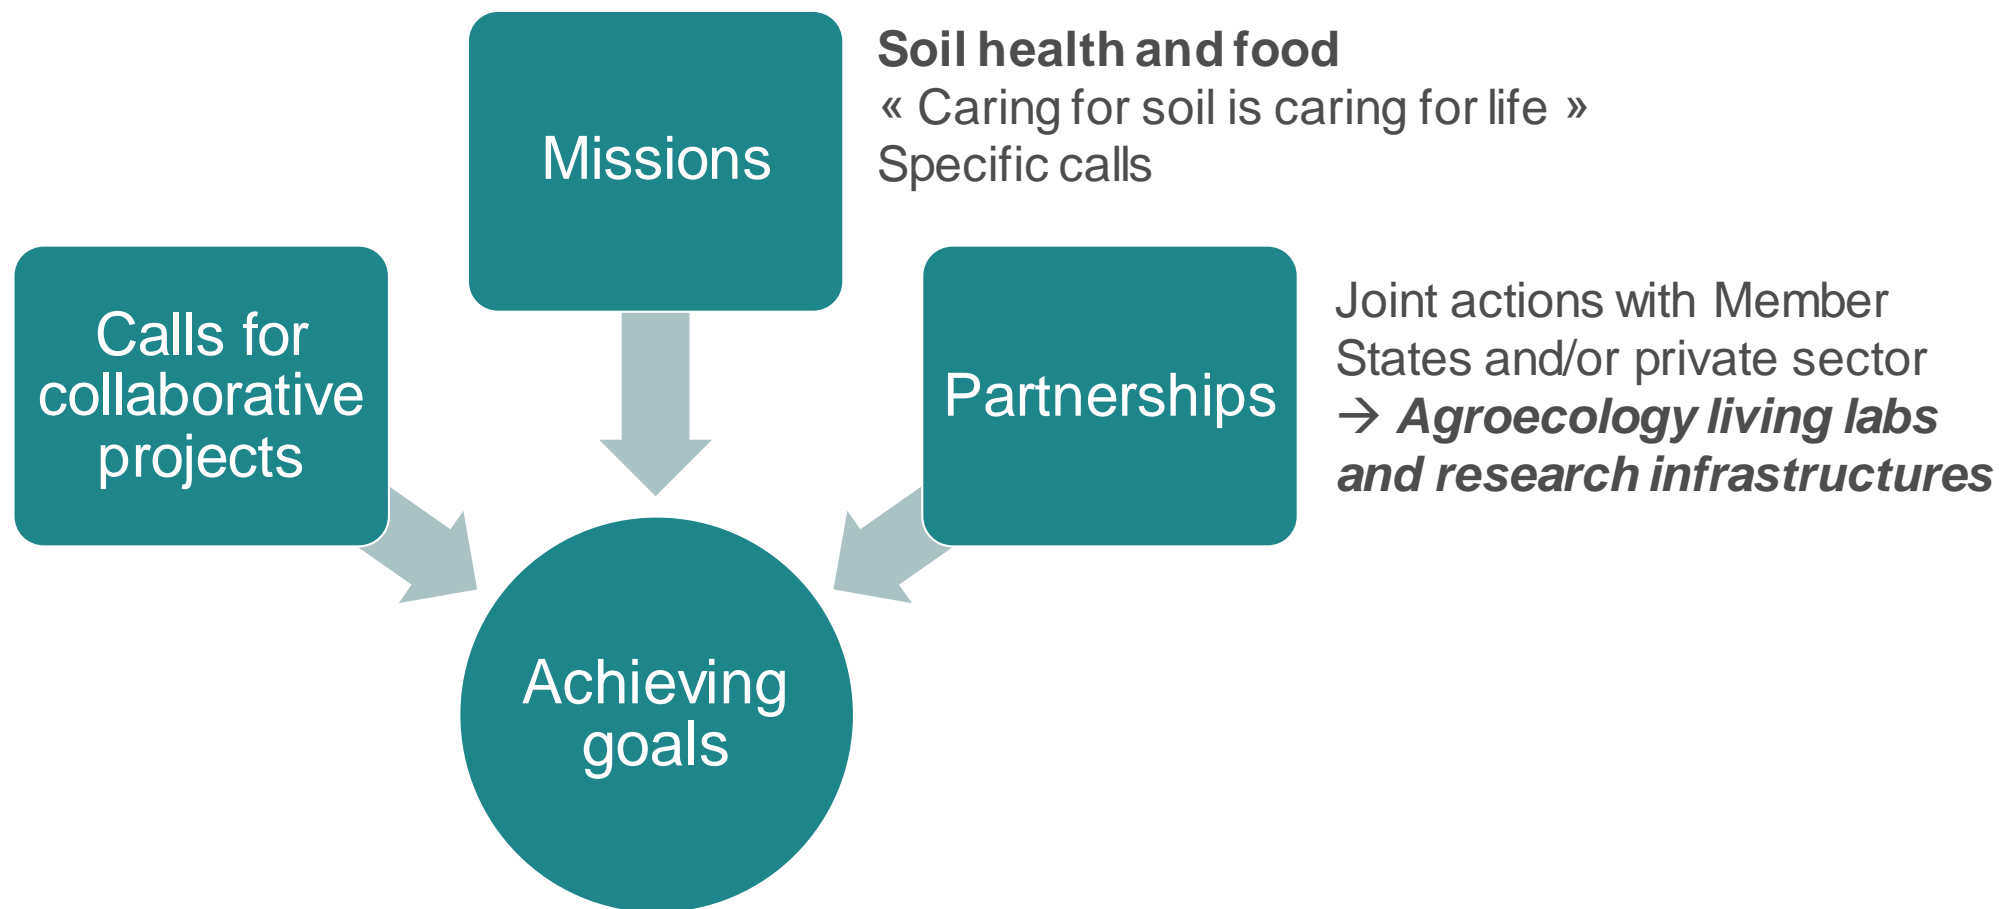 Missions
Soil health and food
« Caring for soil is caring for life »
Specific calls
Calls for
collaborative
projects
Partnerships
Joint actions with Member
States and/or private sector
→ Agroecology living labs
and research infrastructures
Achieving
goals